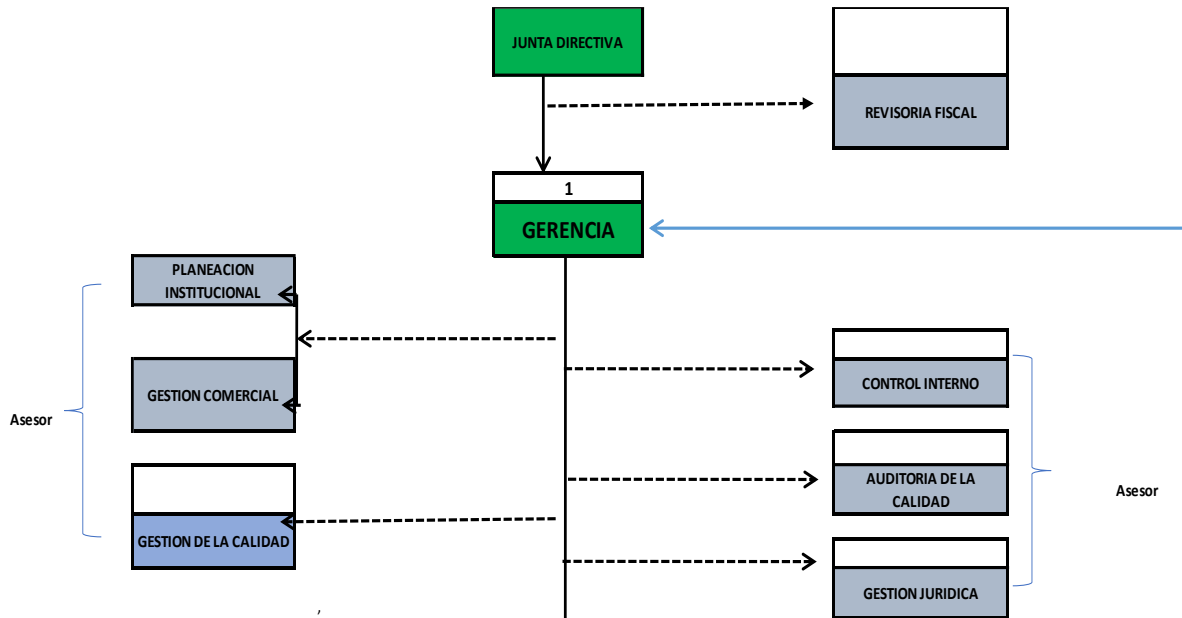 JUNTA DIRECTIVA
REVISORIA FISCAL
1
GERENCIA
PLANEACION
INSTITUCIONAL
GESTION COMERCIAL
Asesor
GESTION DE LA CALIDAD
CONTROL INTERNO
AUDITORIA DE LA
CALIDAD
Asesor
GESTION JURIDICA
,